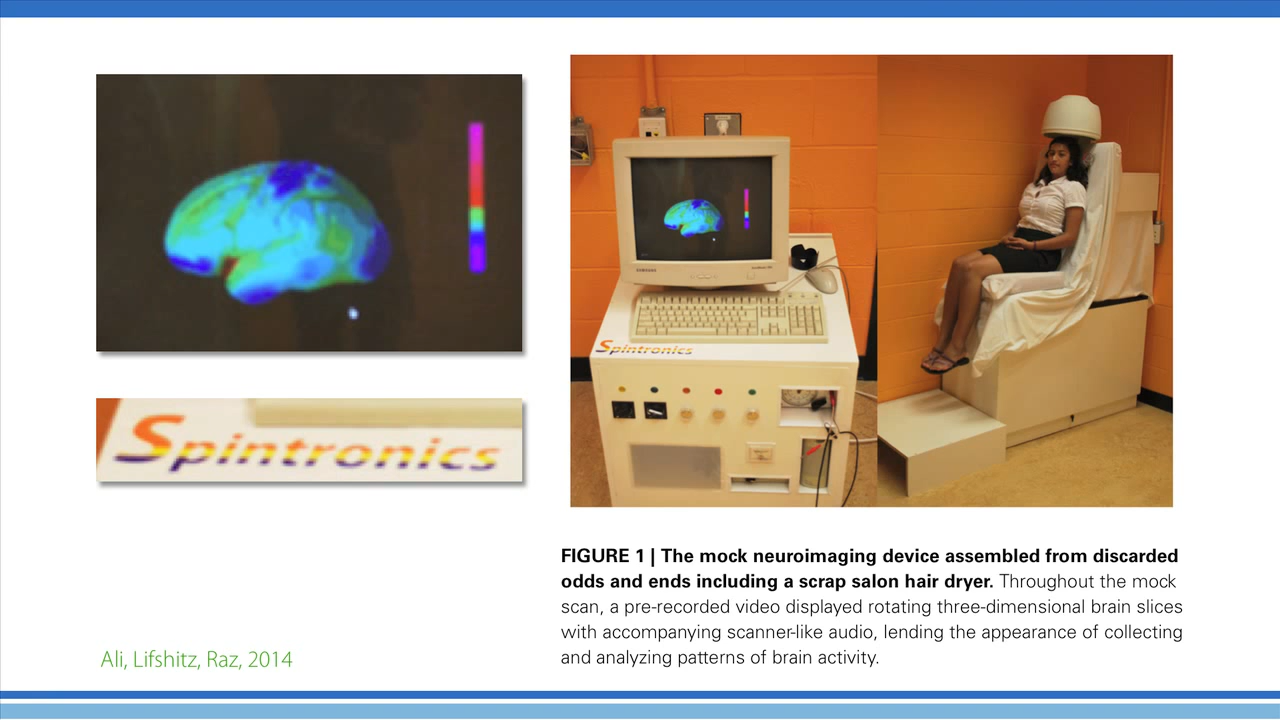 Spintronics
Spintronics
FIGURE 1 | The mock neuroimaging device assembled from discarded
odds and ends including a scrap salon hair dryer. Throughout the mock
scan, a pre-recorded video displayed rotating three-dimensional brain slices
with accompanying scanner-like audio, lending the appearance of collecting
and analyzing patterns of brain activity.
Ali, Lifshitz, Raz, 2014